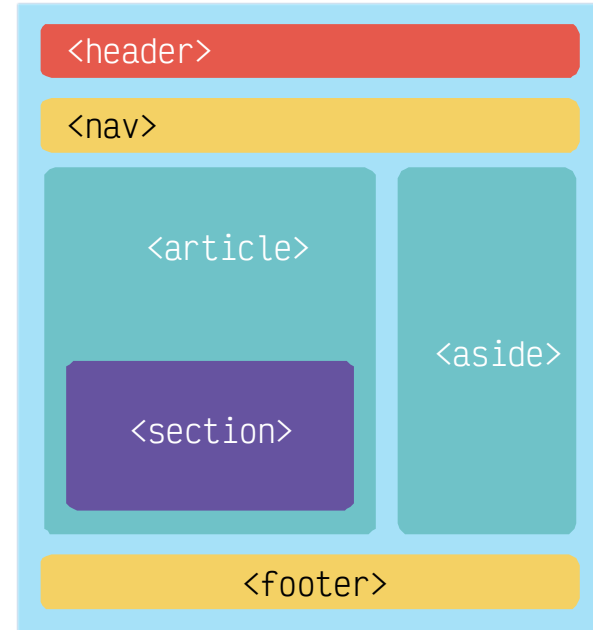 <header>
<nav>
<article>
<aside>
<section>
<footer>